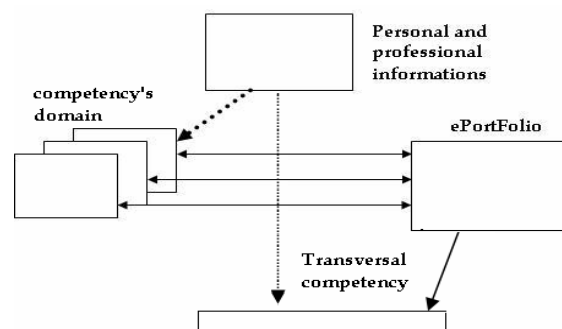 Personal and
professional
informations
competency's
domain
ePortFolio
Transversal
competency